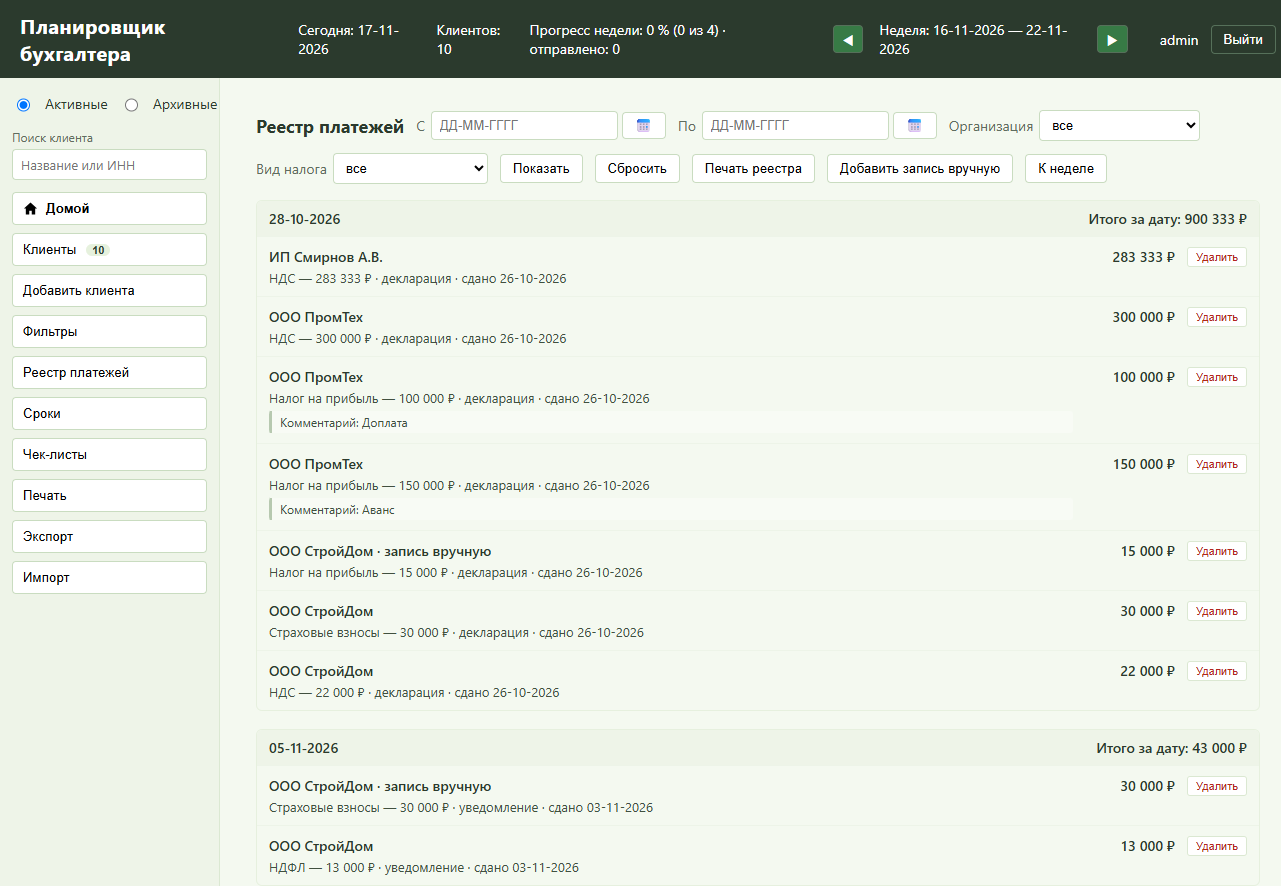 Планировщик
бухгалтера
Сегодня: 17-11-
2026
Клиентов:
10
Прогресс недели: 0 % (0 из 4) ·
отправлено: 0
◀
Неделя: 16-11-2026 — 22-11-
2026
▶
admin
Выйти
Активные
Архивные
Поиск клиента
Название или ИНН
Домой
Клиенты 10
Добавить клиента
Фильтры
Реестр платежей
Сроки
Чек-листы
Печать
Экспорт
Импорт
Реестр платежей С ДД-ММ-ГГГГ По ДД-ММ-ГГГГ Организация все
Вид налога все Показать Сбросить Печать реестра Добавить запись вручную К неделе
28-10-2026 Итого за дату: 900 333 ₽
ИП Смирнов А.В. 283 333 ₽ Удалить
НДС — 283 333 ₽ · декларация · сдано 26-10-2026
ООО ПромТех 300 000 ₽ Удалить
НДС — 300 000 ₽ · декларация · сдано 26-10-2026
ООО ПромТех 100 000 ₽ Удалить
Налог на прибыль — 100 000 ₽ · декларация · сдано 26-10-2026
Комментарий: Доплата
ООО ПромТех 150 000 ₽ Удалить
Налог на прибыль — 150 000 ₽ · декларация · сдано 26-10-2026
Комментарий: Аванс
ООО СтройДом · запись вручную 15 000 ₽ Удалить
Налог на прибыль — 15 000 ₽ · декларация · сдано 26-10-2026
ООО СтройДом 30 000 ₽ Удалить
Страховые взносы — 30 000 ₽ · декларация · сдано 26-10-2026
ООО СтройДом 22 000 ₽ Удалить
НДС — 22 000 ₽ · декларация · сдано 26-10-2026
05-11-2026 Итого за дату: 43 000 ₽
ООО СтройДом · запись вручную 30 000 ₽ Удалить
Страховые взносы — 30 000 ₽ · уведомление · сдано 03-11-2026
ООО СтройДом 13 000 ₽ Удалить
НДФЛ — 13 000 ₽ · уведомление · сдано 03-11-2026